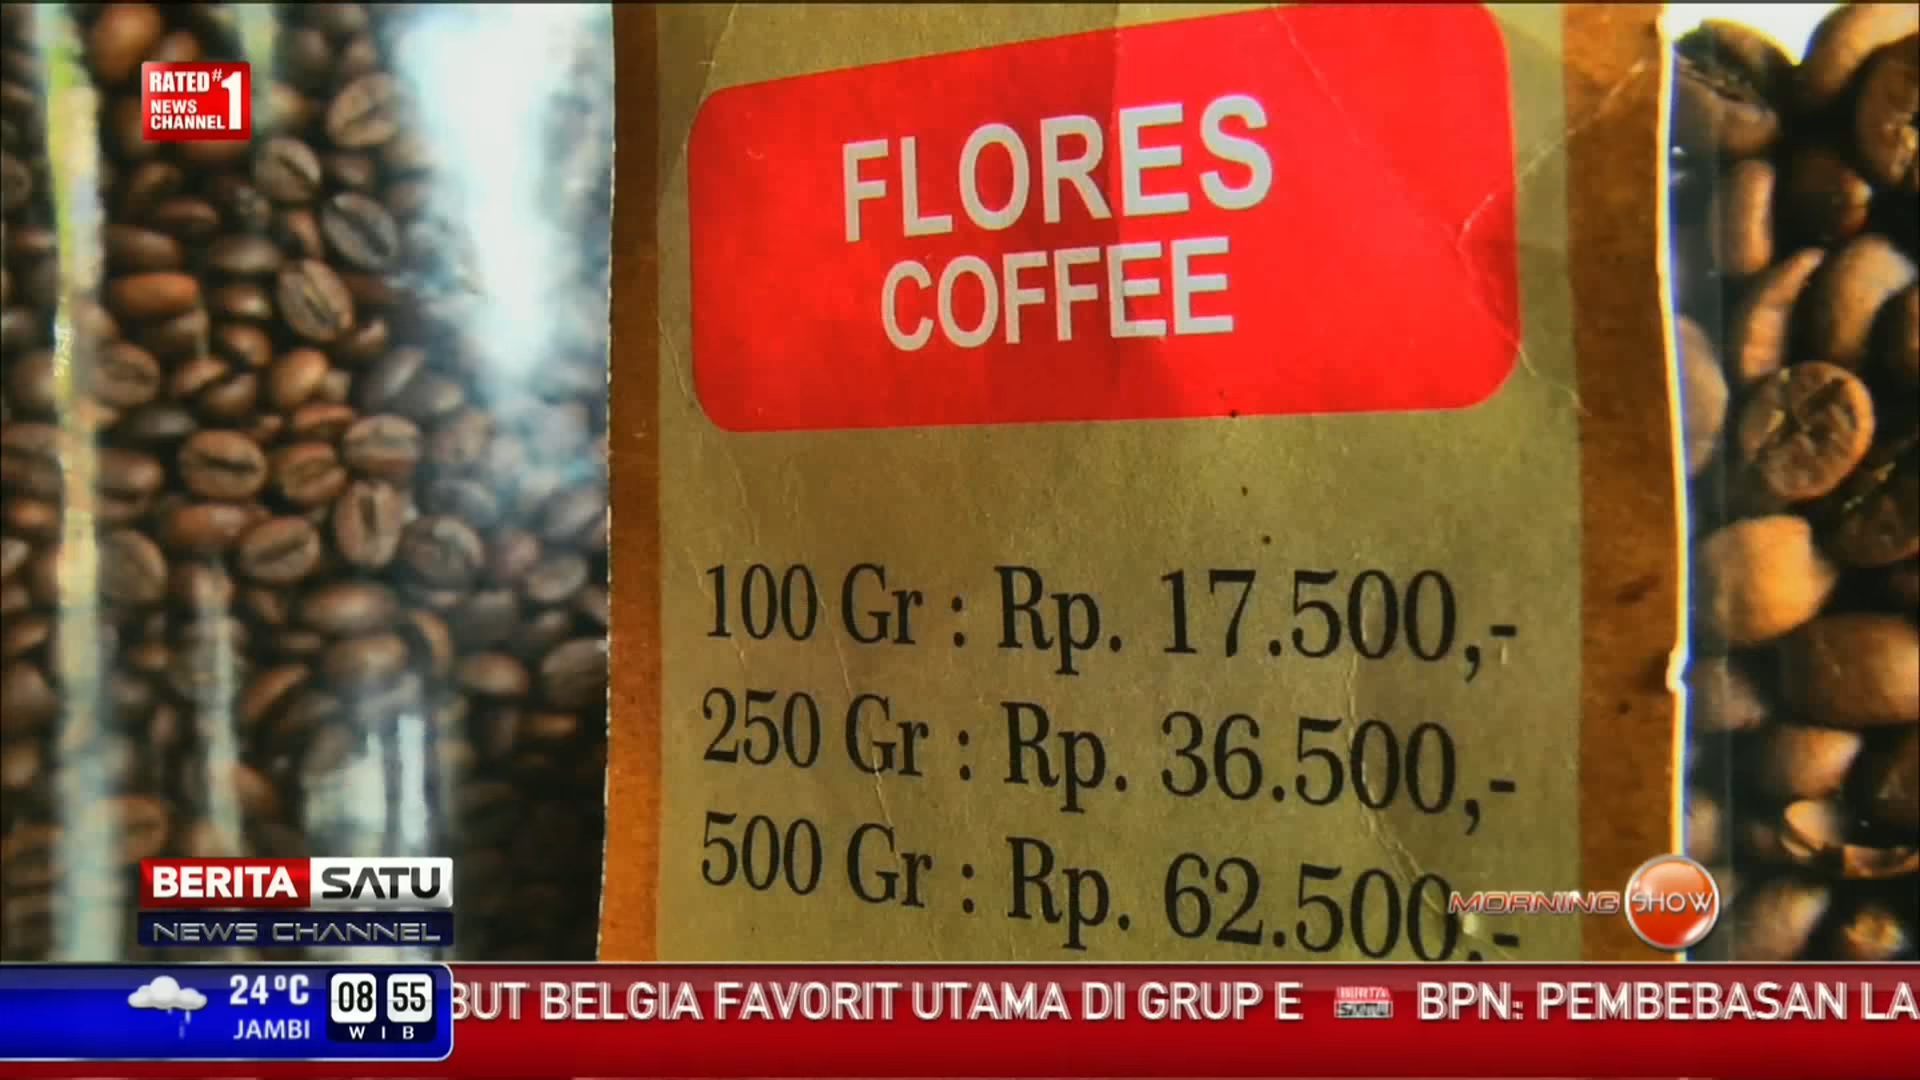 RATED #1
NEWS
CHANNEL
FLORES
COFFEE
100 Gr : Rp. 17.500,-
250 Gr : Rp. 36.500,-
500 Gr : Rp. 62.500,-
BERITA SATU
NEWS CHANNEL
MORNING SHOW
24°C
JAMBI
08 55
WIB
BUT BELGIA FAVORIT UTAMA DI GRUP E BERITA SATU BPN: PEMBEBASAN LA